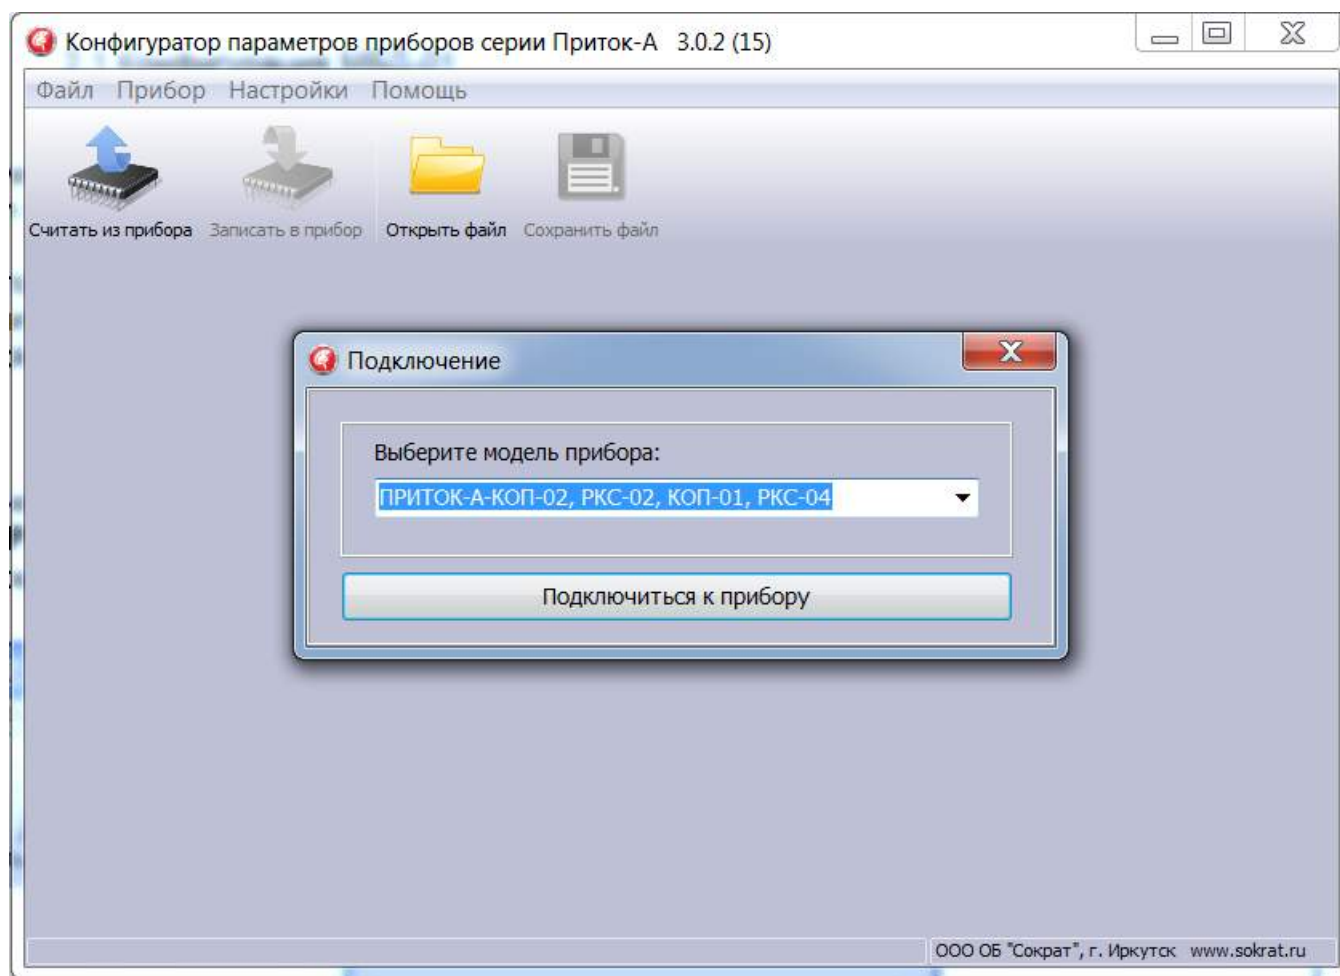 Конфигуратор параметров приборов серии Приток-А 3.0.2 (15)
Файл Прибор Настройки Помощь
Считать из прибора Записать в прибор Открыть файл Сохранить файл
Подключение
Выберите модель прибора:
ПРИТОК-А-КОП-02, РКС-02, КОП-01, РКС-04
Подключиться к прибору
ООО ОБ "Сократ", г. Иркутск www.sokrat.ru